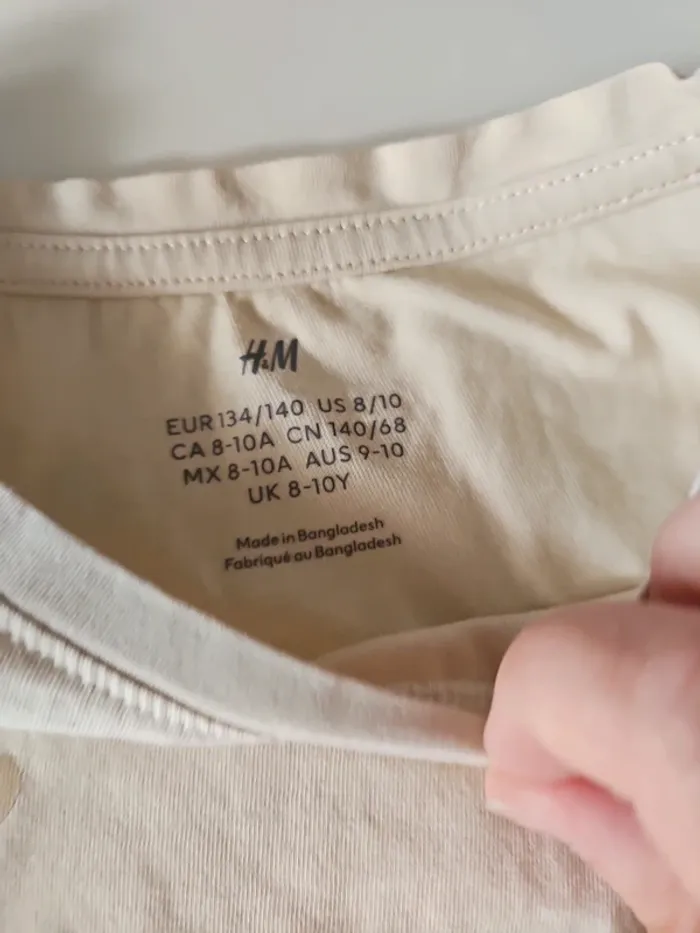 H&M
EUR 134/140 US 8/10
CA 8-10A CN 140/68
MX 8-10A AUS 9-10
UK 8-10Y
Made in Bangladesh
Fabriqué au Bangladesh